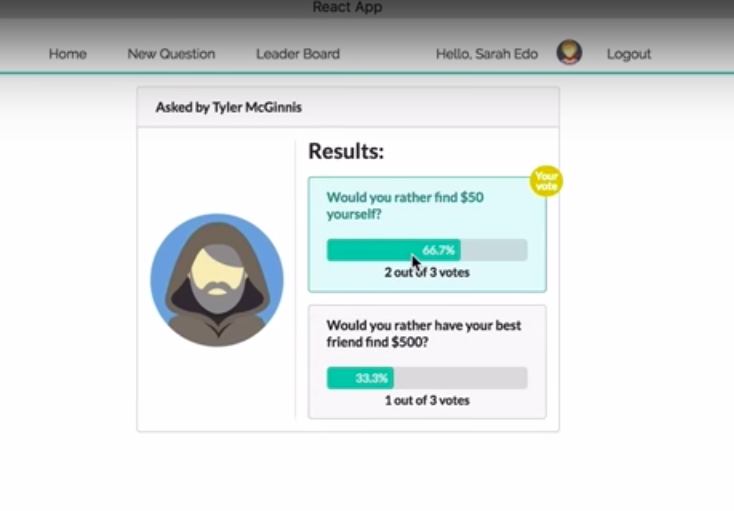 React App
Home New Question Leader Board Hello, Sarah Edo Logout
Asked by Tyler McGinnis
Results:
Your
vote
Would you rather find $50
yourself?
66.7%
2 out of 3 votes
Would you rather have your best
friend find $500?
33.3%
1 out of 3 votes